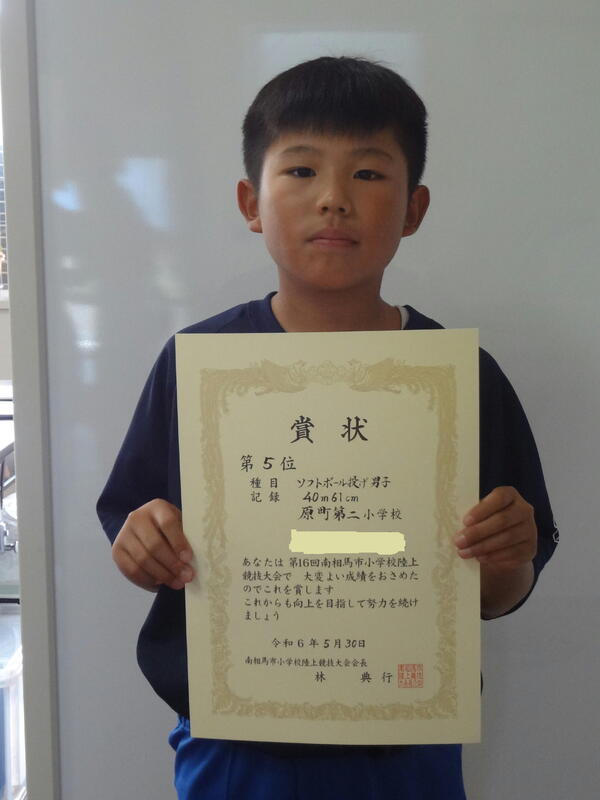 賞状
第5位
種目 ソフトボール投げ男子
記録 40m61cm
原町第二小学校
あなたは第16回南相馬市小学校陸上
競技大会で 大変よい成績をおさめた
のでこれを賞します
これからも向上を目指して努力を続け
ましょう
令和6年5月30日
南相馬市小学校陸上競技大会会長
林 典行